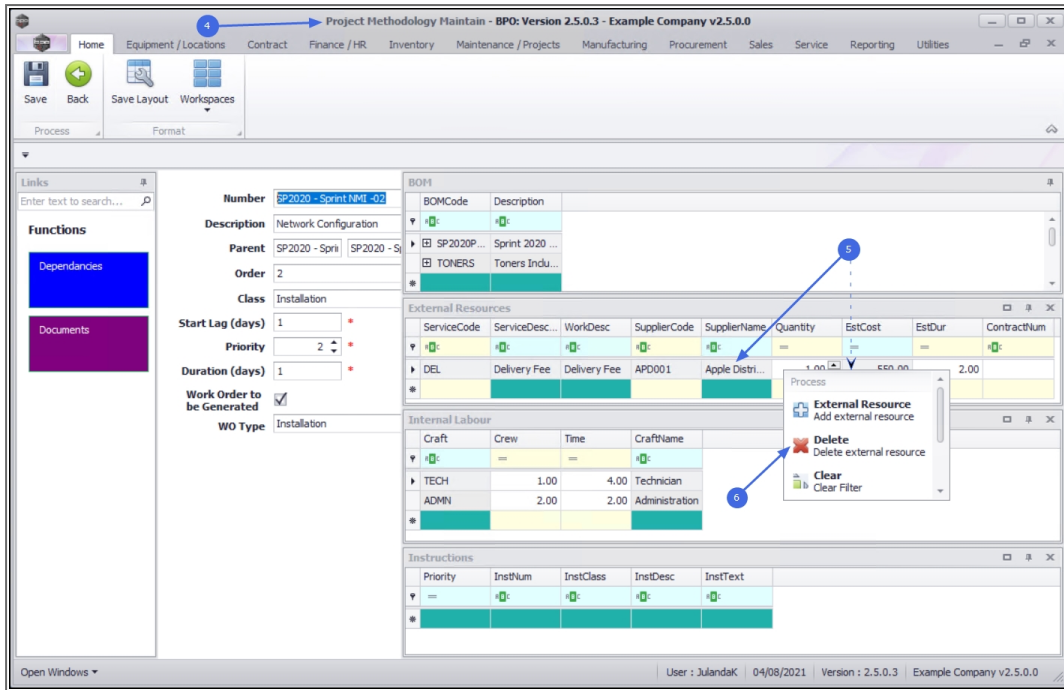 4
Project Methodology Maintain - BPO: Version 2.5.0.3 - Example Company v2.5.0.0
Home Equipment / Locations Contract Finance / HR Inventory Maintenance / Projects Manufacturing Procurement Sales Service Reporting Utilities
Save Back Save Layout Workspaces
Process Format
Links
Enter text to search...
Functions
Dependancies
Documents
Number SP2020 - Sprint NMI -02
Description Network Configuration
Parent SP2020 - Spri SP2020 - Sp
Order 2
Class Installation
Start Lag (days) 1 *
Priority 2 *
Duration (days) 1 *
Work Order to
be Generated
WO Type Installation
BOM
BOMCode Description
SP2020P... Sprint 2020 ...
TONERS Toners Inclu...
5
External Resources
ServiceCode ServiceDesc... WorkDesc SupplierCode SupplierName Quantity EstCost EstDur ContractNum
DEL Delivery Fee Delivery Fee APD001 Apple Distri... 1.00 550.00 2.00
Process
External Resource
Add external resource
Delete
Delete external resource
Clear
Clear Filter
6
Internal Labour
Craft Crew Time CraftName
TECH 1.00 4.00 Technician
ADMN 2.00 2.00 Administration
Instructions
Priority InstNum InstClass InstDesc InstText
Open Windows User : JulandaK 04/08/2021 Version : 2.5.0.3 Example Company v2.5.0.0